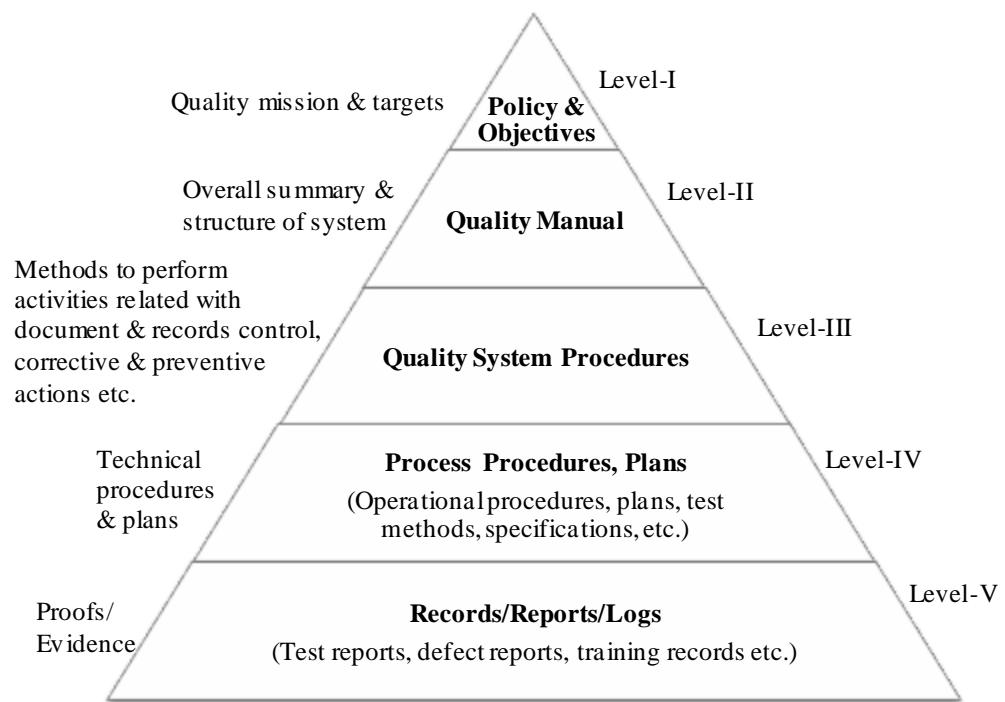 Level-I
Quality mission & targets
Policy &
Objectives
Overall summary &
structure of system
Level-II
Quality Manual
Methods to perform
activities related with
document & records control,
corrective & preventive
actions etc.
Level-III
Quality System Procedures
Technical
procedures
& plans
Process Procedures, Plans
(Operational procedures, plans, test
methods, specifications, etc.)
Level-IV
Proofs/
Evidence
Records/Reports/Logs
(Test reports, defect reports, training records etc.)
Level-V